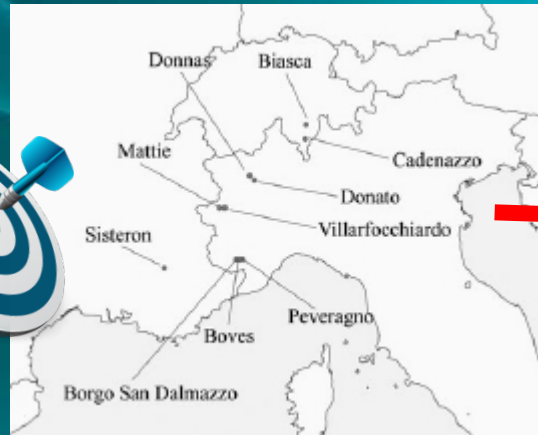 Donnas
Biasca
Mattie
Cadenazzo
Donato
Villarfocchiardo
Sisteron
Peveragno
Boves
Borgo San Dalmazzo